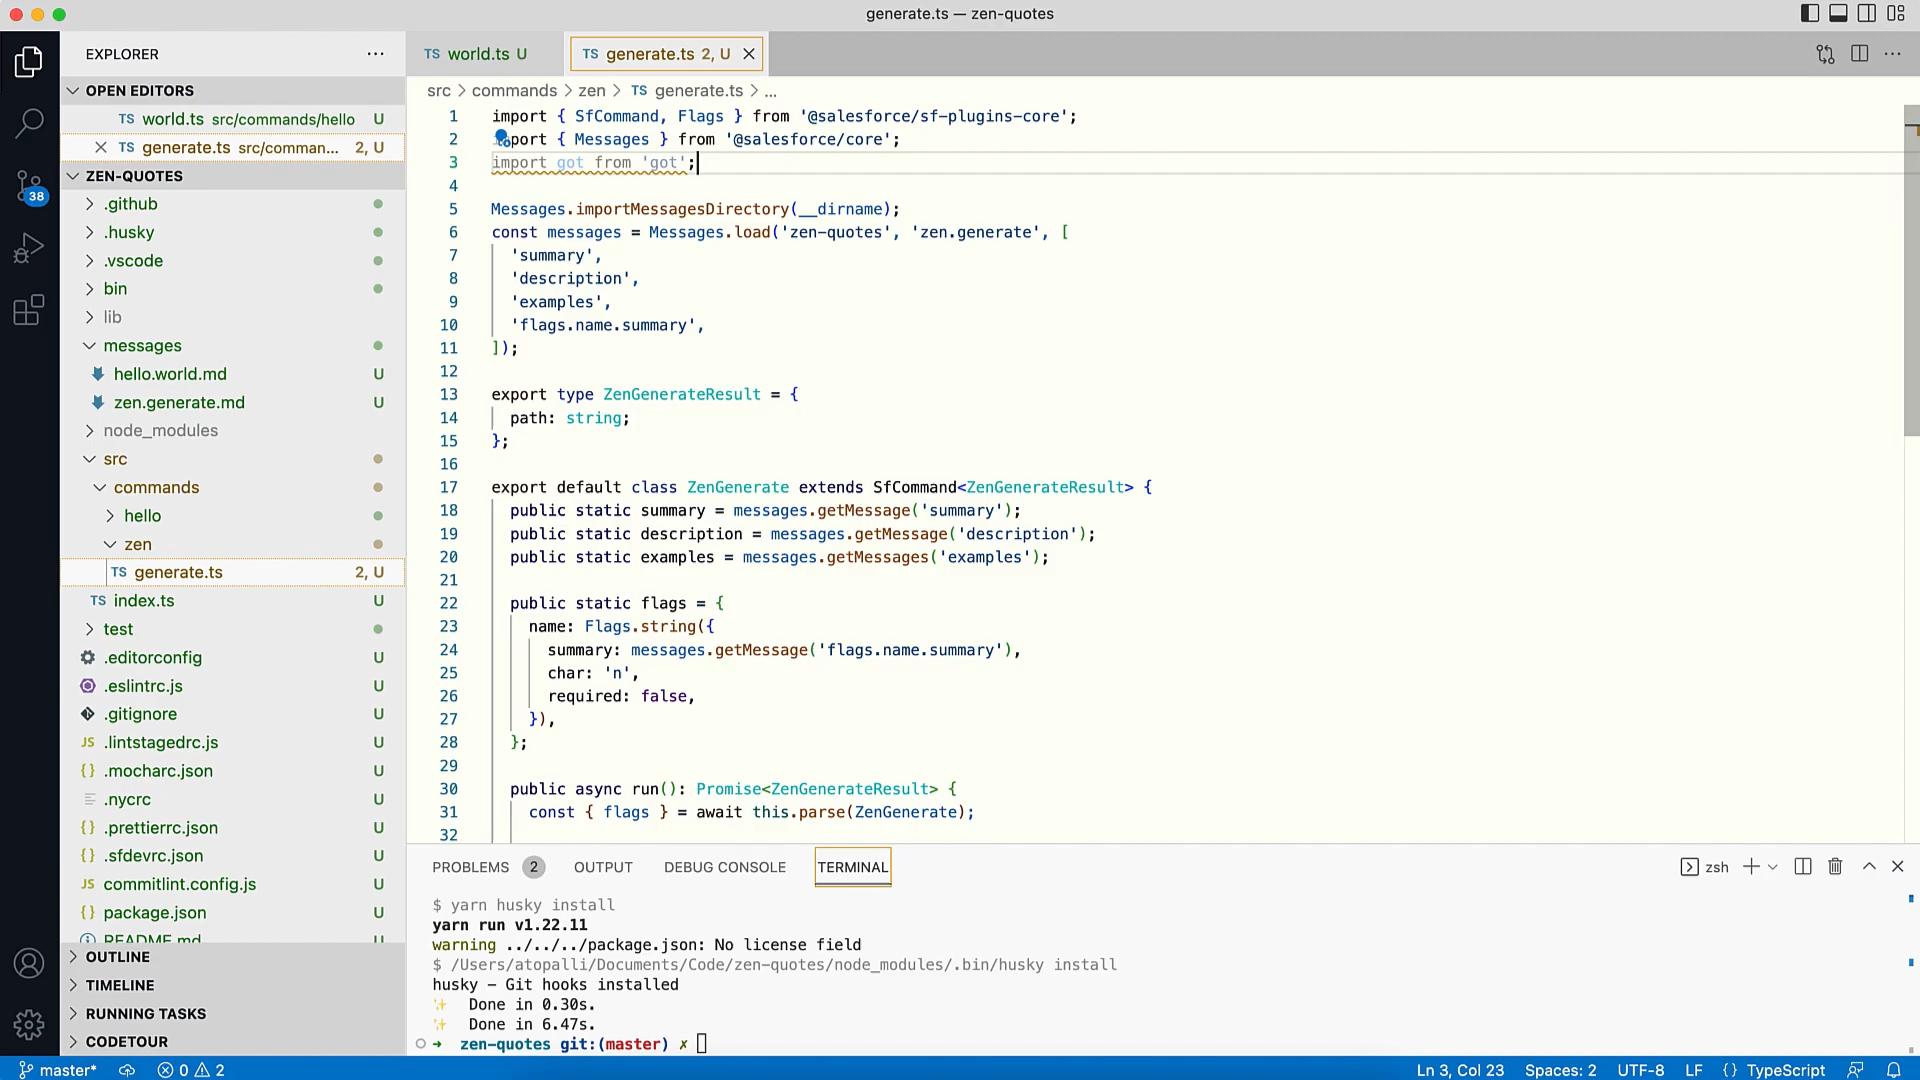 generate.ts — zen-quotes
EXPLORER
OPEN EDITORS
TS world.ts src/commands/hello U
TS generate.ts src/comman... 2, U
ZEN-QUOTES
.github
.husky
.vscode
bin
lib
messages
hello.world.md U
zen.generate.md U
node_modules
src
commands
hello
zen
TS generate.ts 2, U
TS index.ts U
test
.editorconfig U
.eslintrc.js U
.gitignore U
JS .lintstagedrc.js U
{} .mocharc.json U
.nycrc U
{} .prettierrc.json U
{} .sfdevrc.json U
JS commitlint.config.js U
{} package.json U
README.md U
OUTLINE
TIMELINE
RUNNING TASKS
CODETOUR
38
TS world.ts U
TS generate.ts 2, U
src > commands > zen > TS generate.ts > ...
1 import { SfCommand, Flags } from '@salesforce/sf-plugins-core';
2 port { Messages } from '@salesforce/core';
3 import got from 'got';
4
5 Messages.importMessagesDirectory(__dirname);
6 const messages = Messages.load('zen-quotes', 'zen.generate', [
7 'summary',
8 'description',
9 'examples',
10 'flags.name.summary',
11 ]);
12
13 export type ZenGenerateResult = {
14 path: string;
15 };
16
17 export default class ZenGenerate extends SfCommand<ZenGenerateResult> {
18 public static summary = messages.getMessage('summary');
19 public static description = messages.getMessage('description');
20 public static examples = messages.getMessages('examples');
21
22 public static flags = {
23 name: Flags.string({
24 summary: messages.getMessage('flags.name.summary'),
25 char: 'n',
26 required: false,
27 }),
28 };
29
30 public async run(): Promise<ZenGenerateResult> {
31 const { flags } = await this.parse(ZenGenerate);
32
PROBLEMS 2 OUTPUT DEBUG CONSOLE TERMINAL zsh
$ yarn husky install
yarn run v1.22.11
warning ../../../package.json: No license field
$ /Users/atopalli/Documents/Code/zen-quotes/node_modules/.bin/husky install
husky - Git hooks installed
✨ Done in 0.30s.
✨ Done in 6.47s.
➜ zen-quotes git:(master) ✗
master* 0 2 Ln 3, Col 23 Spaces: 2 UTF-8 LF {} TypeScript